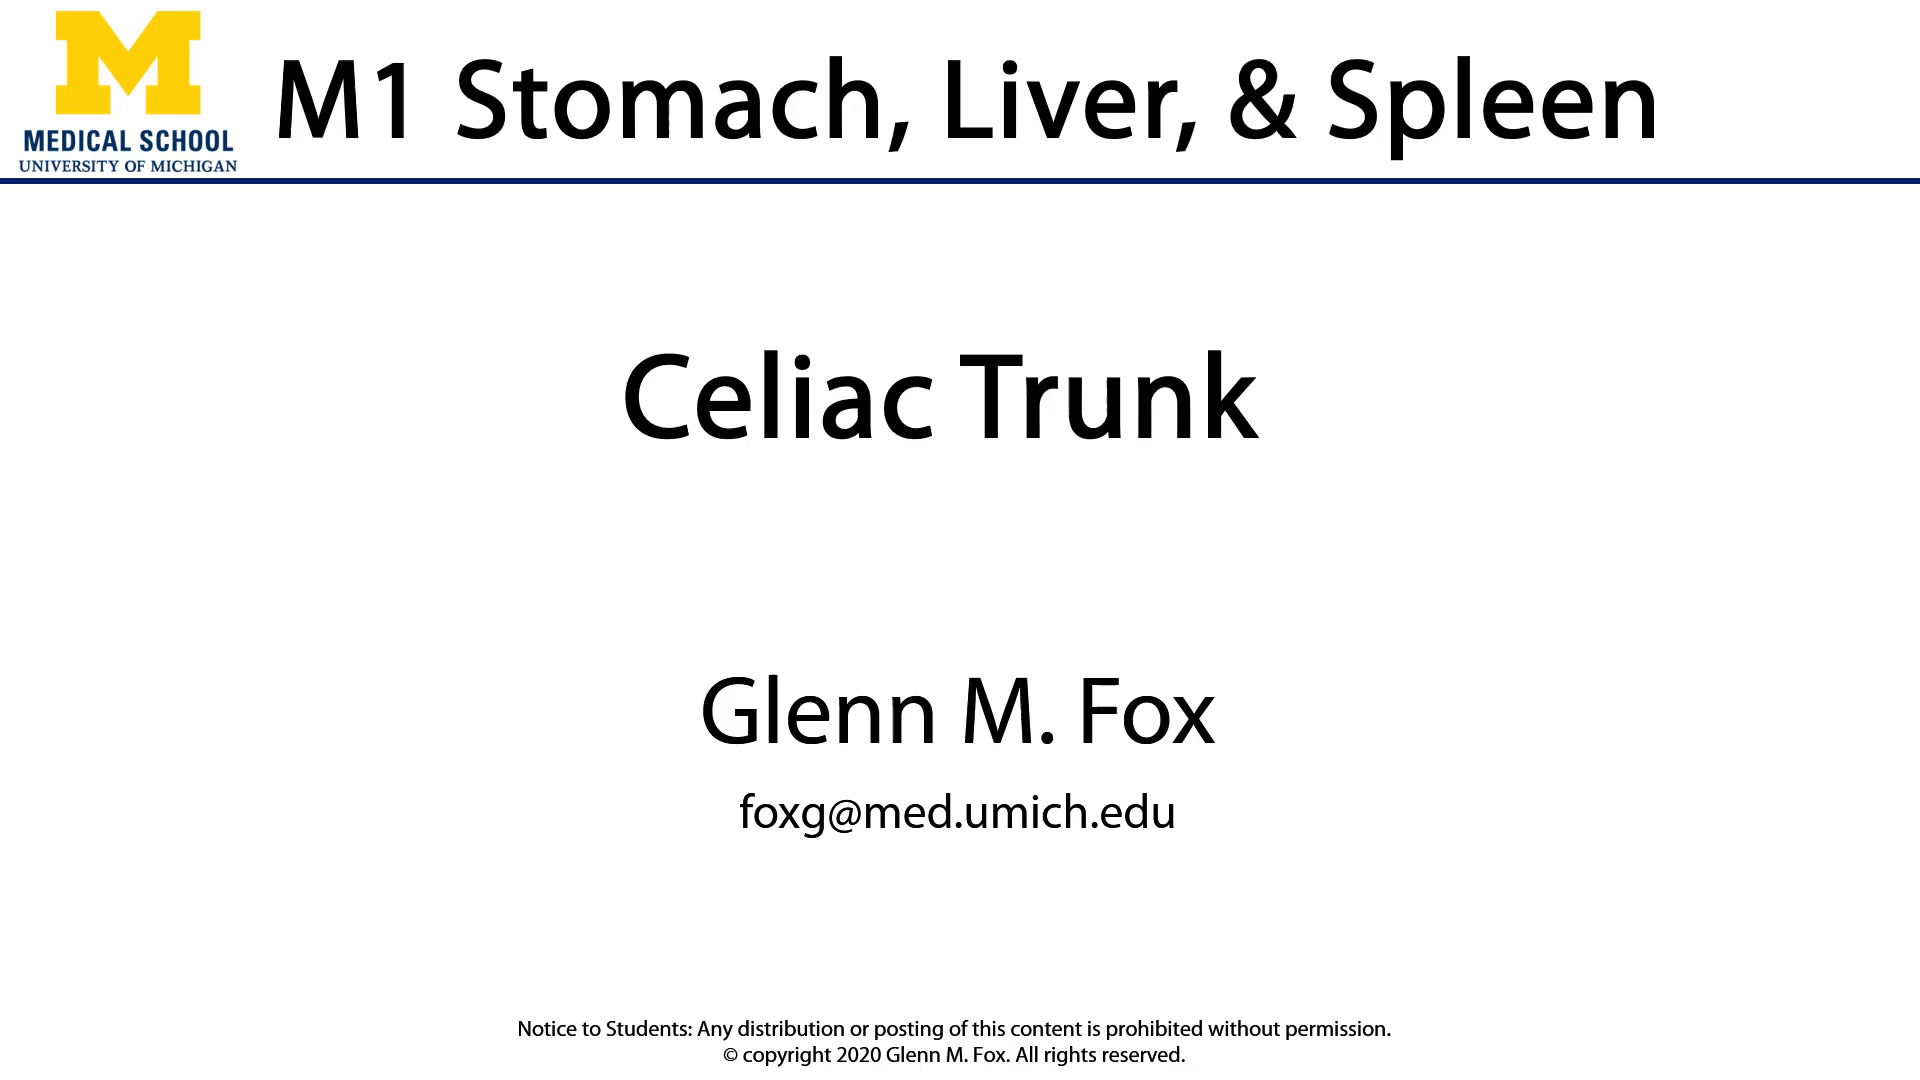 M
MEDICAL SCHOOL
UNIVERSITY OF MICHIGAN
M1 Stomach, Liver, & Spleen
Celiac Trunk
Glenn M. Fox
foxg@med.umich.edu
Notice to Students: Any distribution or posting of this content is prohibited without permission.
© copyright 2020 Glenn M. Fox. All rights reserved.